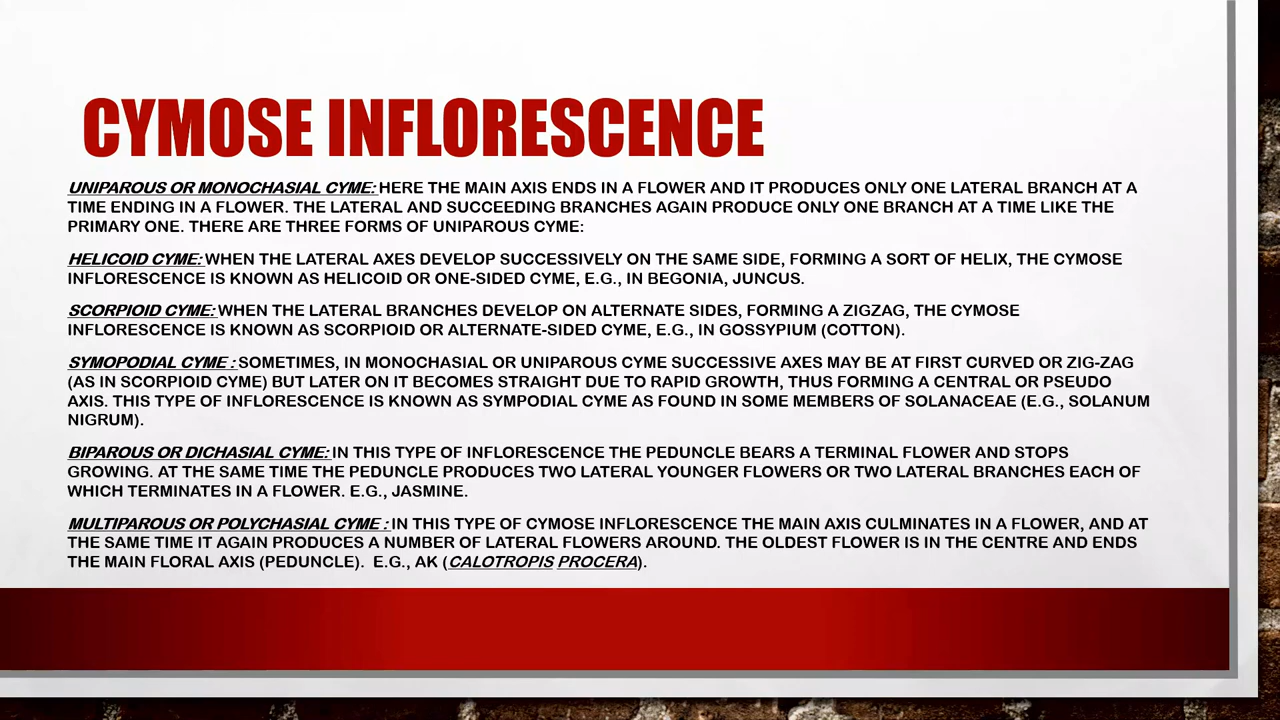 CYMOSE INFLORESCENCE
UNIPAROUS OR MONOCHASIAL CYME: HERE THE MAIN AXIS ENDS IN A FLOWER AND IT PRODUCES ONLY ONE LATERAL BRANCH AT A
TIME ENDING IN A FLOWER. THE LATERAL AND SUCCEEDING BRANCHES AGAIN PRODUCE ONLY ONE BRANCH AT A TIME LIKE THE
PRIMARY ONE. THERE ARE THREE FORMS OF UNIPAROUS CYME:
HELICOID CYME: WHEN THE LATERAL AXES DEVELOP SUCCESSIVELY ON THE SAME SIDE, FORMING A SORT OF HELIX, THE CYMOSE
INFLORESCENCE IS KNOWN AS HELICOID OR ONE-SIDED CYME, E.G., IN BEGONIA, JUNCUS.
SCORPIOID CYME: WHEN THE LATERAL BRANCHES DEVELOP ON ALTERNATE SIDES, FORMING A ZIGZAG, THE CYMOSE
INFLORESCENCE IS KNOWN AS SCORPIOID OR ALTERNATE-SIDED CYME, E.G., IN GOSSYPIUM (COTTON).
SYMOPODIAL CYME : SOMETIMES, IN MONOCHASIAL OR UNIPAROUS CYME SUCCESSIVE AXES MAY BE AT FIRST CURVED OR ZIG-ZAG
(AS IN SCORPIOID CYME) BUT LATER ON IT BECOMES STRAIGHT DUE TO RAPID GROWTH, THUS FORMING A CENTRAL OR PSEUDO
AXIS. THIS TYPE OF INFLORESCENCE IS KNOWN AS SYMPODIAL CYME AS FOUND IN SOME MEMBERS OF SOLANACEAE (E.G., SOLANUM
NIGRUM).
BIPAROUS OR DICHASIAL CYME: IN THIS TYPE OF INFLORESCENCE THE PEDUNCLE BEARS A TERMINAL FLOWER AND STOPS
GROWING. AT THE SAME TIME THE PEDUNCLE PRODUCES TWO LATERAL YOUNGER FLOWERS OR TWO LATERAL BRANCHES EACH OF
WHICH TERMINATES IN A FLOWER. E.G., JASMINE.
MULTIPAROUS OR POLYCHASIAL CYME : IN THIS TYPE OF CYMOSE INFLORESCENCE THE MAIN AXIS CULMINATES IN A FLOWER, AND AT
THE SAME TIME IT AGAIN PRODUCES A NUMBER OF LATERAL FLOWERS AROUND. THE OLDEST FLOWER IS IN THE CENTRE AND ENDS
THE MAIN FLORAL AXIS (PEDUNCLE). E.G., AK (CALOTROPIS PROCERA).